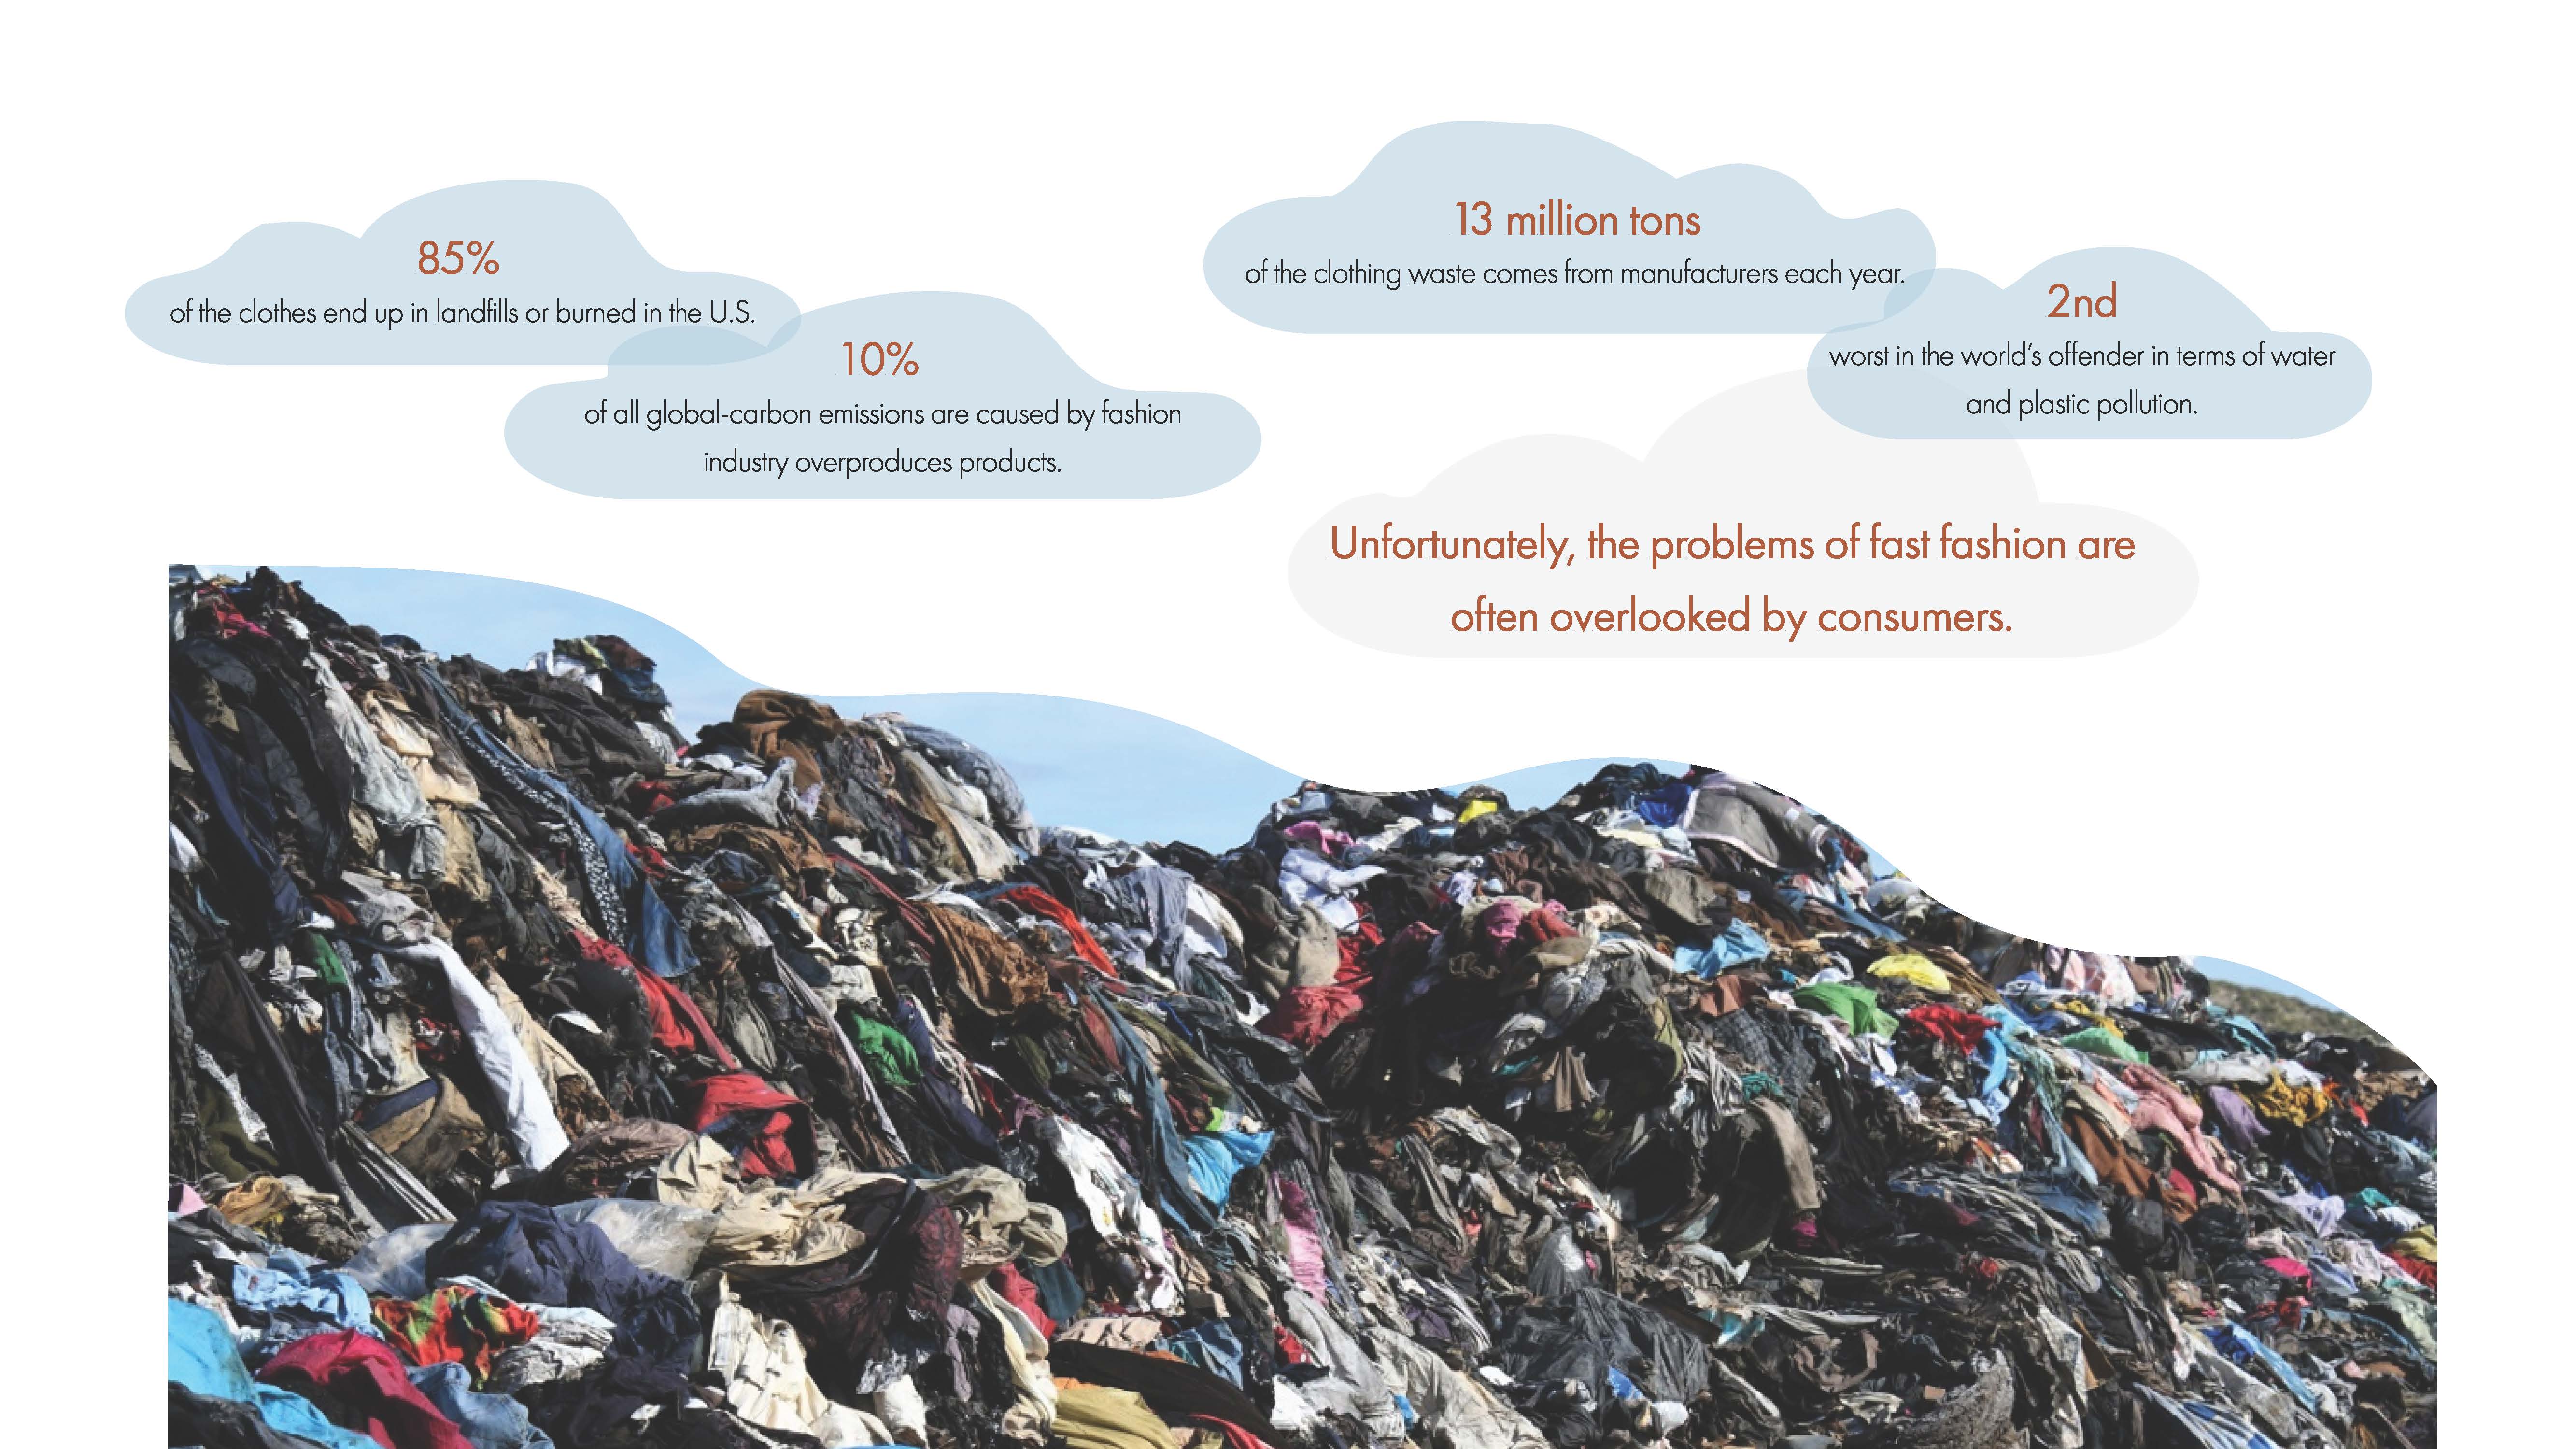 85%
of the clothes end up in landfills or burned in the U.S.
10%
of all global-carbon emissions are caused by fashion
industry overproduces products.
13 million tons
of the clothing waste comes from manufacturers each year.
2nd
worst in the world's offender in terms of water
and plastic pollution.
Unfortunately, the problems of fast fashion are
often overlooked by consumers.